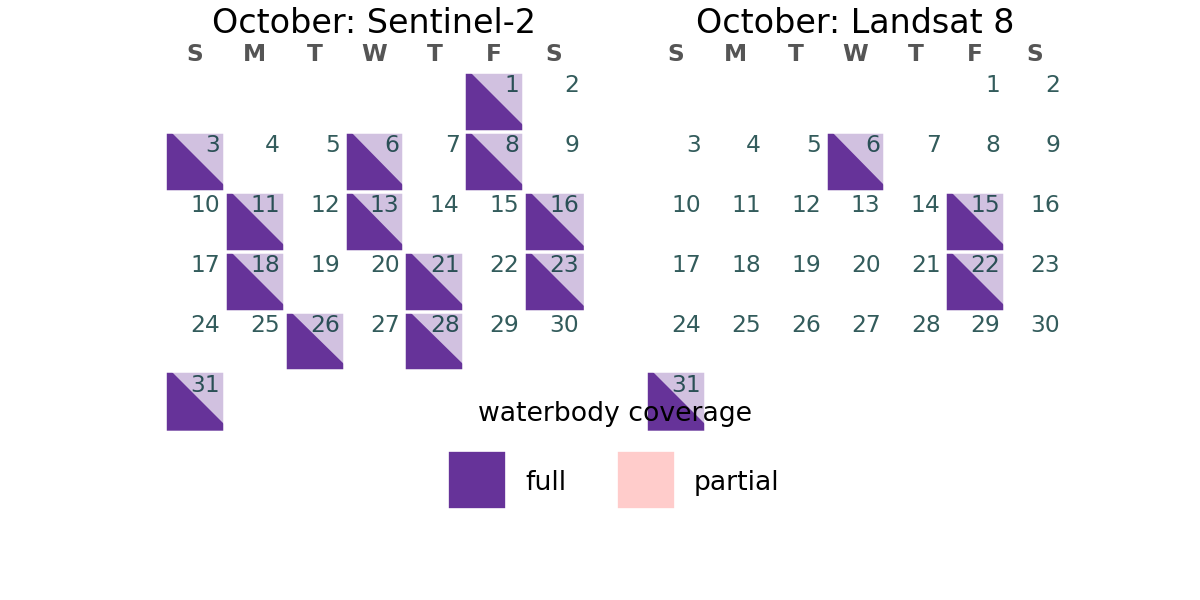 October: Sentinel-2
S M T W T F S
1 2
3 4 5 6 7 8 9
10 11 12 13 14 15 16
17 18 19 20 21 22 23
24 25 26 27 28 29 30
31
October: Landsat 8
S M T W T F S
1 2
3 4 5 6 7 8 9
10 11 12 13 14 15 16
17 18 19 20 21 22 23
24 25 26 27 28 29 30
31
waterbody coverage
full partial